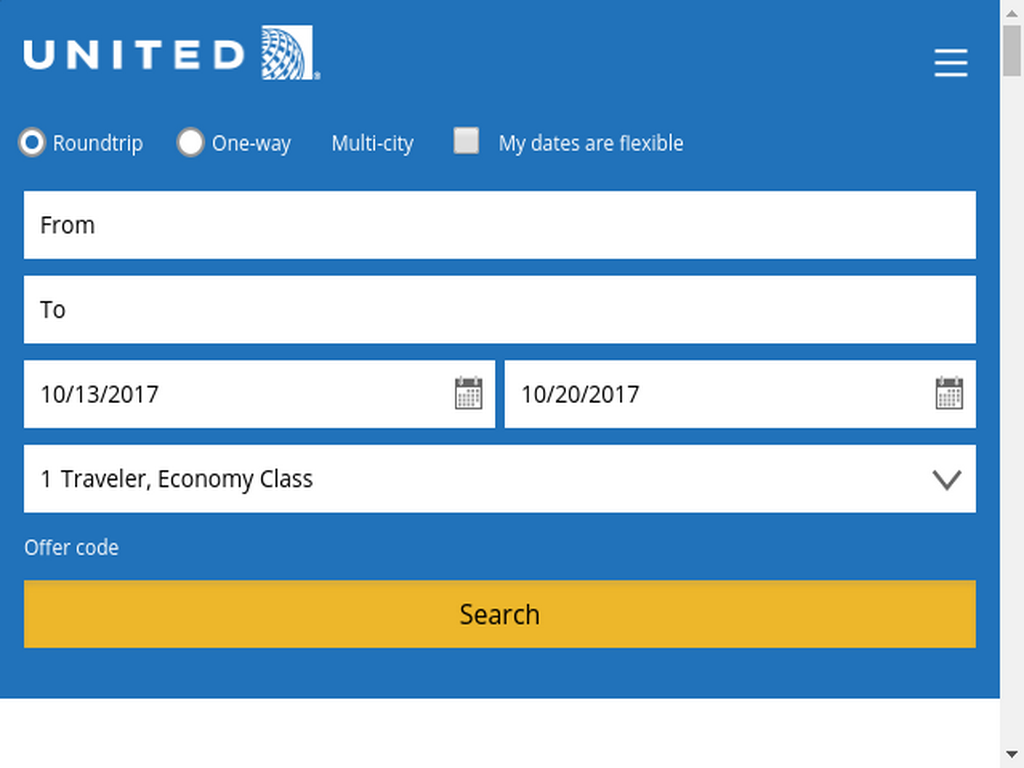 UNITED
Roundtrip One-way Multi-city My dates are flexible
From
To
10/13/2017 10/20/2017
1 Traveler, Economy Class
Offer code
Search